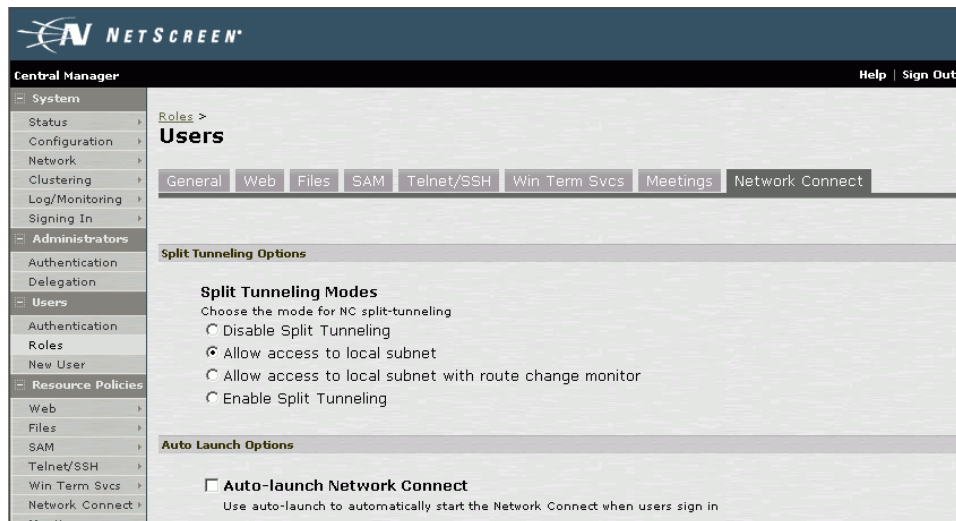 NETSCREEN
Central Manager
Help | Sign Out
System
Status
Configuration
Network
Clustering
Log/Monitoring
Signing In
Administrators
Authentication
Delegation
Users
Authentication
Roles
New User
Resource Policies
Web
Files
SAM
Telnet/SSH
Win Term Svcs
Network Connect
Roles >
Users
General Web Files SAM Telnet/SSH Win Term Svcs Meetings Network Connect
Split Tunneling Options
Split Tunneling Modes
Choose the mode for NC split-tunneling
Disable Split Tunneling
Allow access to local subnet
Allow access to local subnet with route change monitor
Enable Split Tunneling
Auto Launch Options
Auto-launch Network Connect
Use auto-launch to automatically start the Network Connect when users sign in